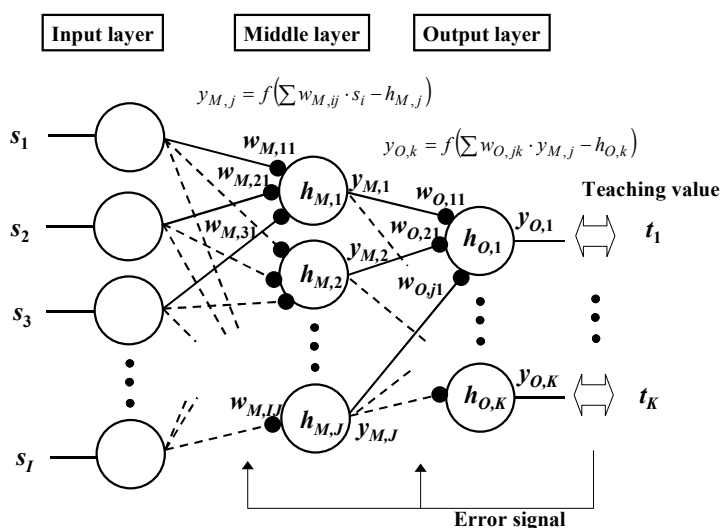 Input layer
Middle layer
Output layer
y_{M,j} = f(∑ w_{M,ij} · s_i − h_{M,j})
y_{O,k} = f(∑ w_{O,jk} · y_{M,j} − h_{O,k})
s_1
w_{M,11}
w_{M,21}
h_{M,1}
y_{M,1}
w_{O,11}
Teaching value
s_2
w_{M,31}
y_{M,2}
w_{O,21}
h_{O,1}
y_{O,1}
t_1
h_{M,2}
w_{O,j1}
s_3
w_{M,IJ}
h_{M,J}
y_{M,J}
h_{O,K}
y_{O,K}
t_K
s_I
Error signal